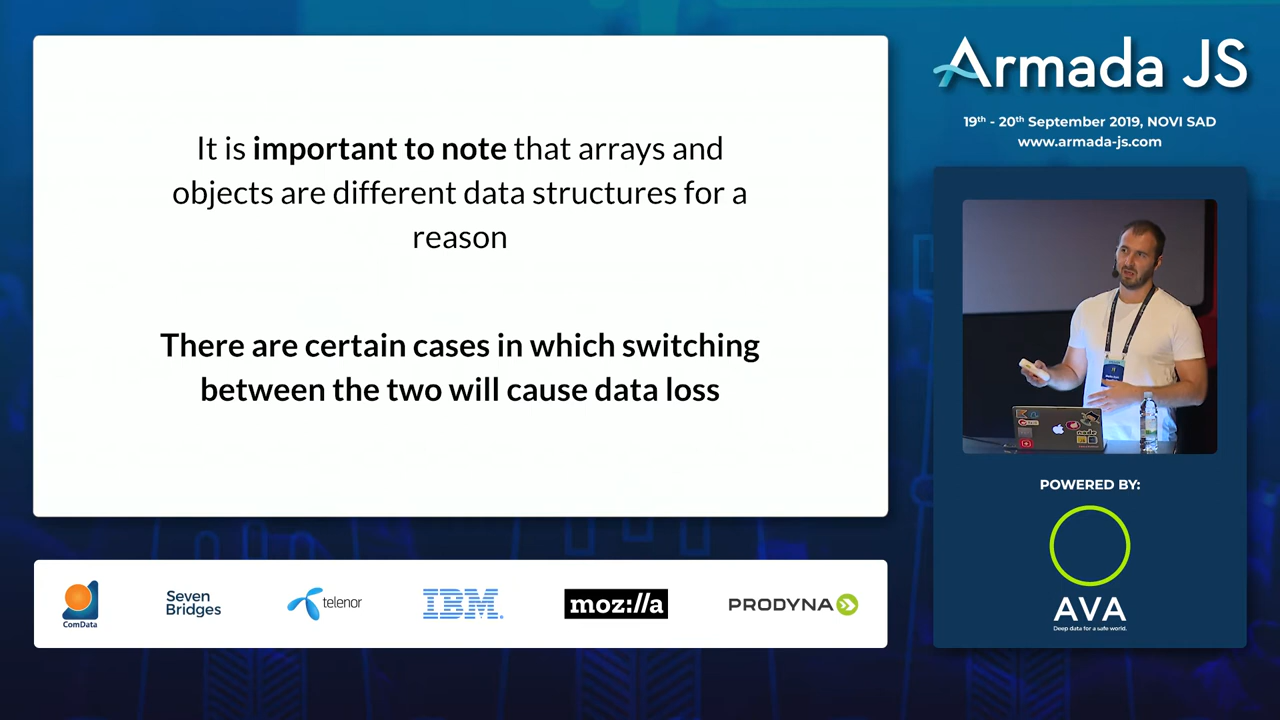 It is important to note that arrays and
objects are different data structures for a
reason
There are certain cases in which switching
between the two will cause data loss
Armada JS
19th - 20th September 2019, NOVI SAD
www.armada-js.com
POWERED BY:
AVA
Deep data for a safe world.
ComData
Seven
Bridges
telenor
IBM
moz://a
PRODYNA